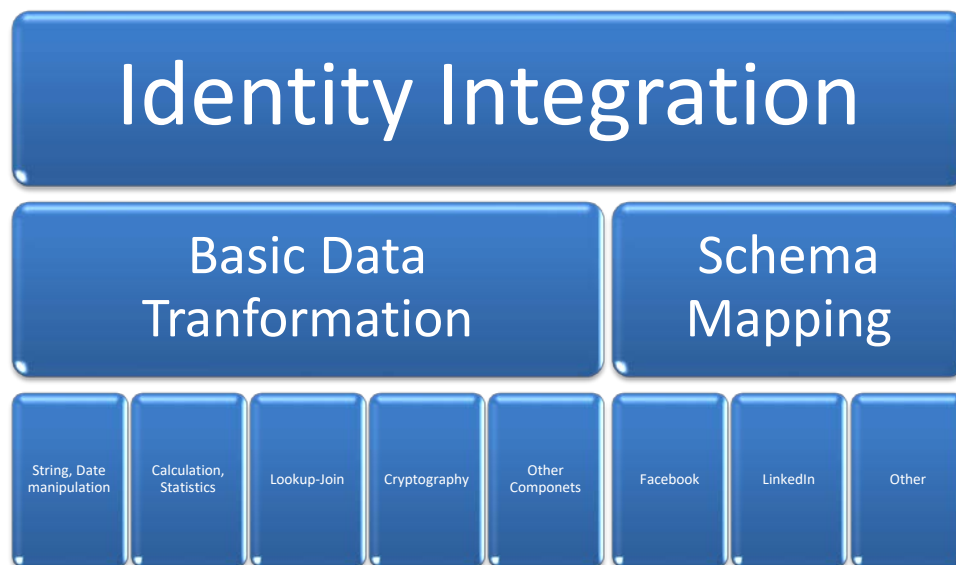 Identity Integration
Basic Data
Tranformation
Schema
Mapping
String, Date
manipulation
Calculation,
Statistics
Lookup-Join
Cryptography
Other
Componets
Facebook
LinkedIn
Other